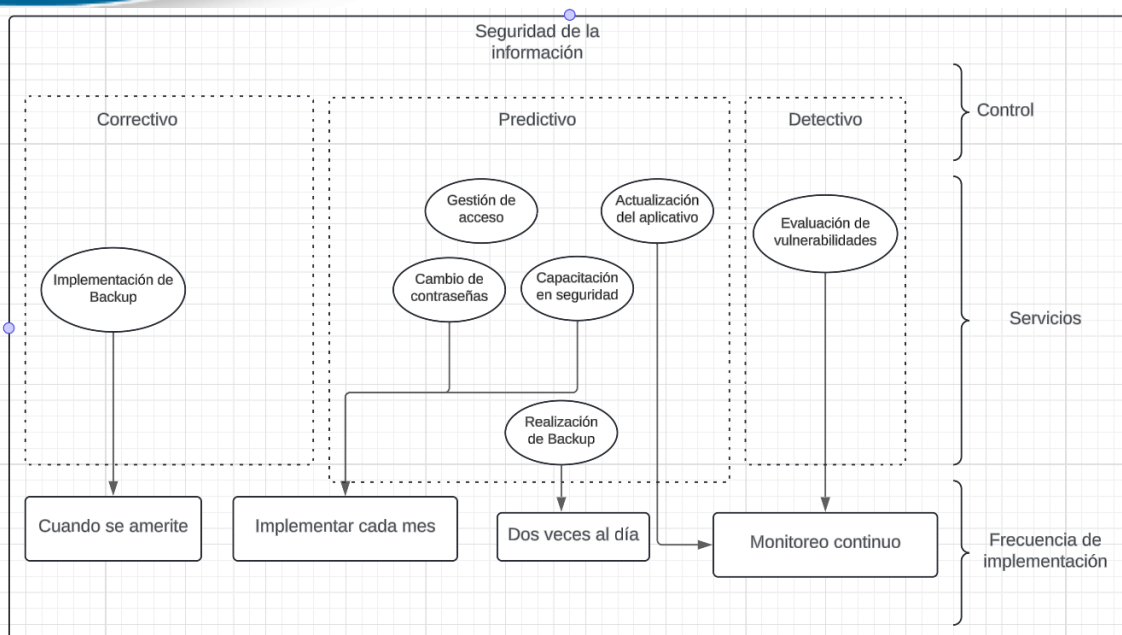 Seguridad de la
información
Control
Correctivo
Predictivo
Detectivo
Gestión de
acceso
Actualización
del aplicativo
Evaluación de
vulnerabilidades
Implementación de
Backup
Cambio de
contraseñas
Capacitación
en seguridad
Servicios
Realización
de Backup
Cuando se amerite
Implementar cada mes
Dos veces al día
Monitoreo continuo
Frecuencia de
implementación